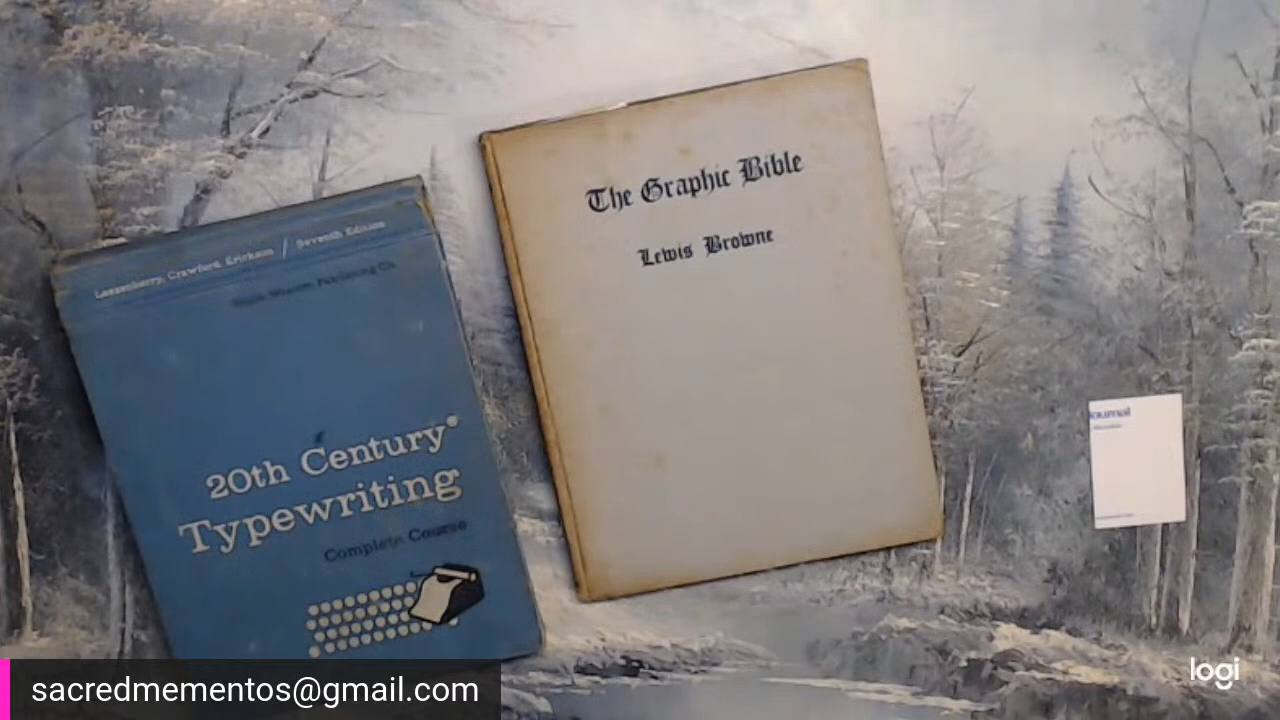 Lessenberry, Crawford, Erickson / Seventh Edition
South-Western Publishing Co.
20th Century®
Typewriting
Complete Course
The Graphic Bible
Lewis Browne
sacredmementos@gmail.com
logi